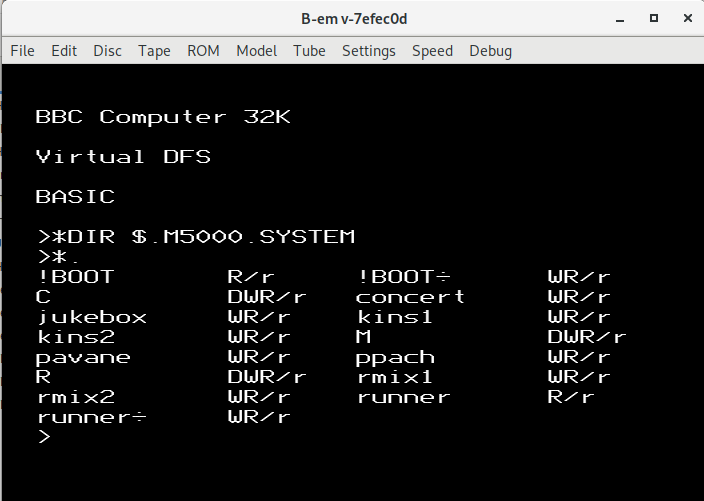 B-em v-7efec0d
File Edit Disc Tape ROM Model Tube Settings Speed Debug
BBC Computer 32K
Virtual DFS
BASIC
>*DIR $.M5000.SYSTEM
>*.
!BOOT R/r !BOOT÷ WR/r
C DWR/r concert WR/r
jukebox WR/r kins1 WR/r
kins2 WR/r M DWR/r
pavane WR/r ppach WR/r
R DWR/r rmix1 WR/r
rmix2 WR/r runner R/r
runner÷ WR/r
>